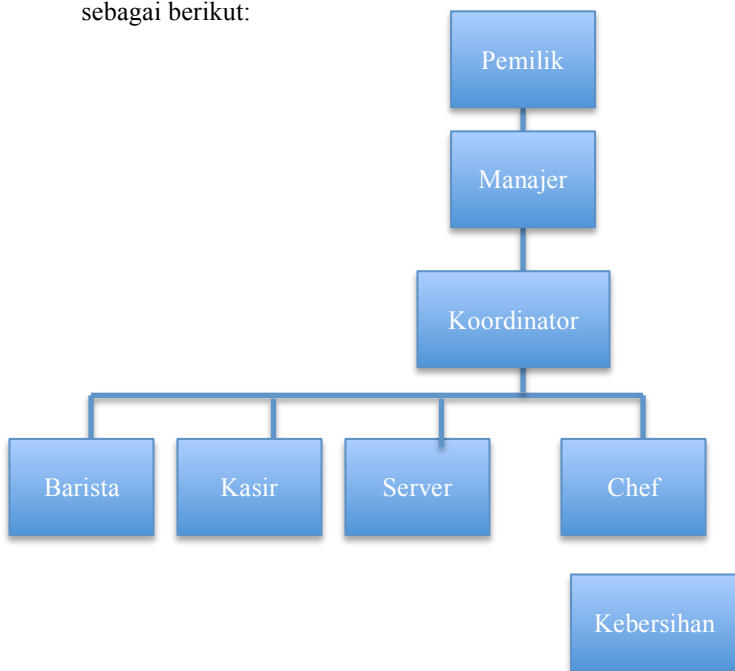 sebagai berikut:
Pemilik
Manajer
Koordinator
Barista
Kasir
Server
Chef
Kebersihan